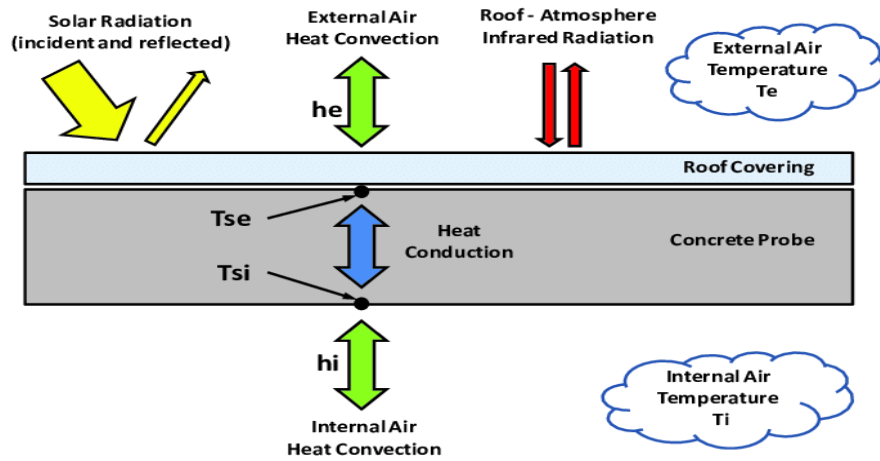 Solar Radiation
(incident and reflected)
External Air
Heat Convection
Roof - Atmosphere
Infrared Radiation
External Air
Temperature
Te
he
Roof Covering
Tse
Heat
Conduction
Concrete Probe
Tsi
hi
Internal Air
Temperature
Ti
Internal Air
Heat Convection